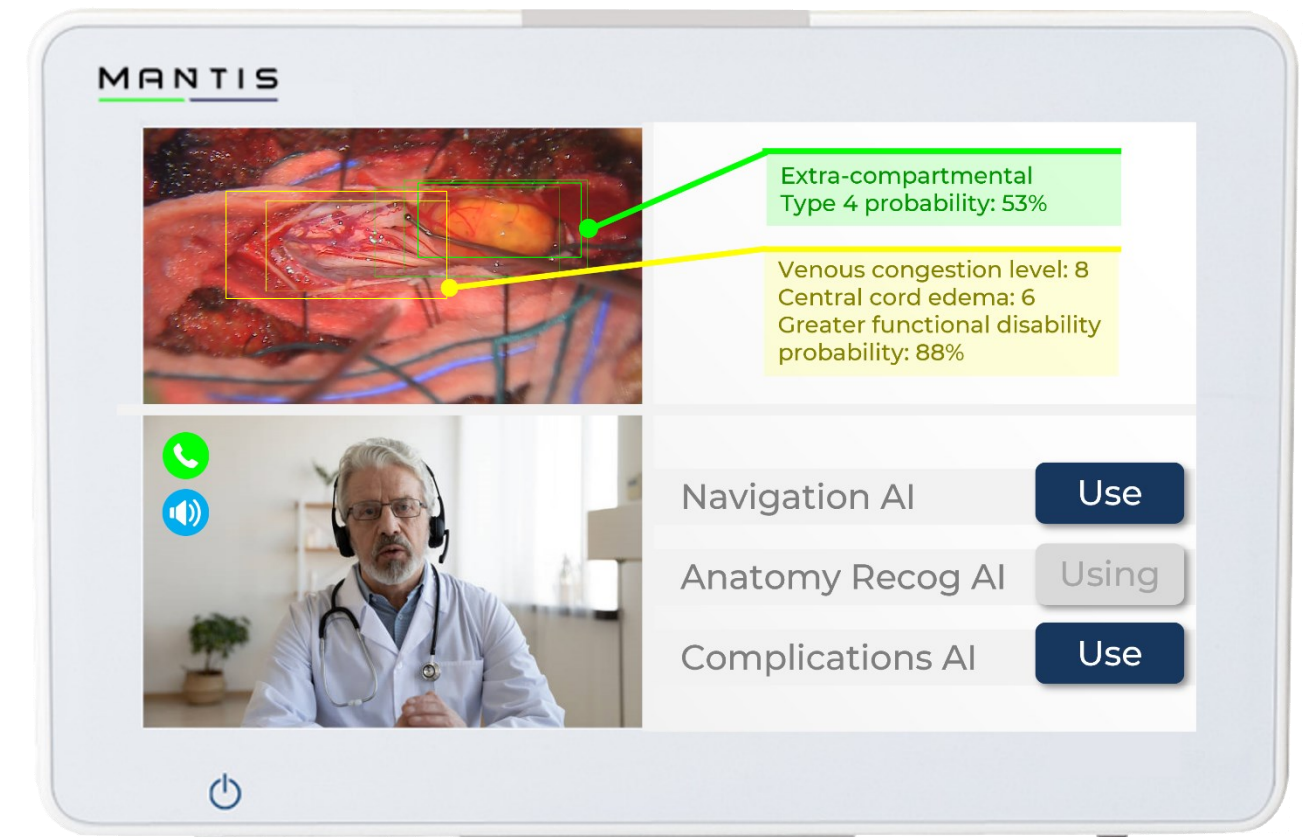 MANTIS
Extra-compartmental
Type 4 probability: 53%
Venous congestion level: 8
Central cord edema: 6
Greater functional disability
probability: 88%
Navigation AI
Use
Anatomy Recog AI
Using
Complications AI
Use